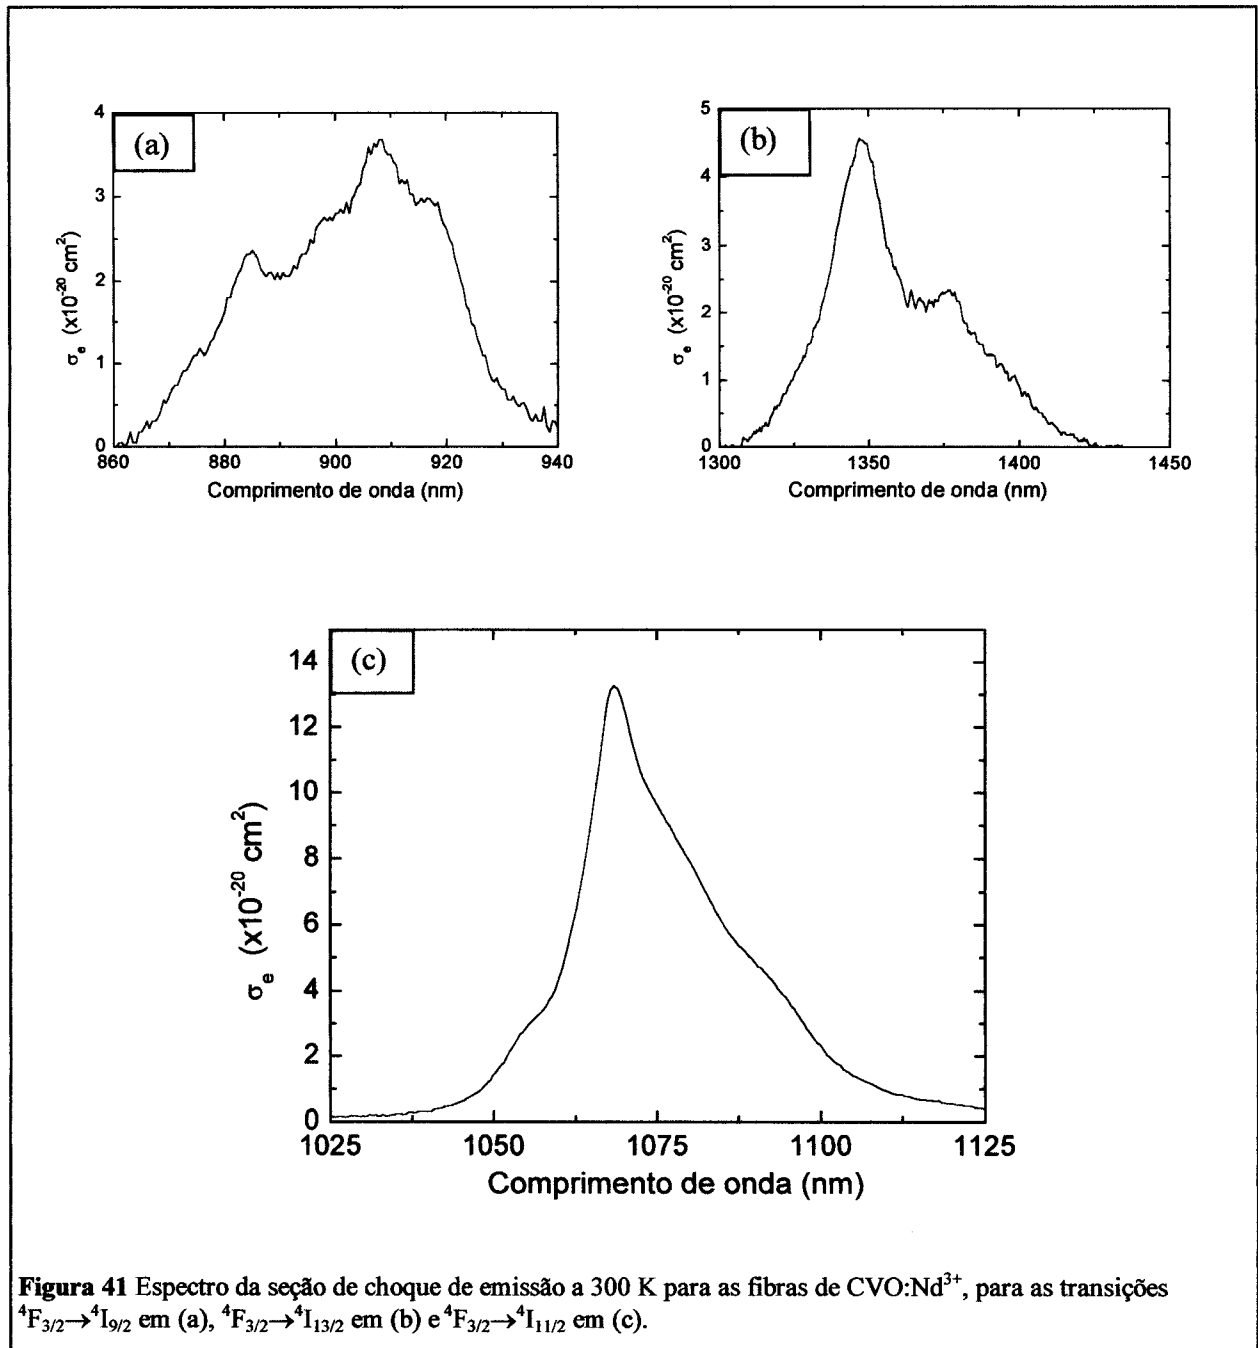 (a)
4
3
2
1
0
σe (x10⁻²⁰ cm²)
860 880 900 920 940
Comprimento de onda (nm)
(b)
5
4
3
2
1
0
σe (x10⁻²⁰ cm²)
1300 1350 1400 1450
Comprimento de onda (nm)
(c)
14
12
10
8
6
4
2
0
σe (x10⁻²⁰ cm²)
1025 1050 1075 1100 1125
Comprimento de onda (nm)
Figura 41 Espectro da seção de choque de emissão a 300 K para as fibras de CVO:Nd³⁺, para as transições
⁴F3/2→⁴I9/2 em (a), ⁴F3/2→⁴I13/2 em (b) e ⁴F3/2→⁴I11/2 em (c).